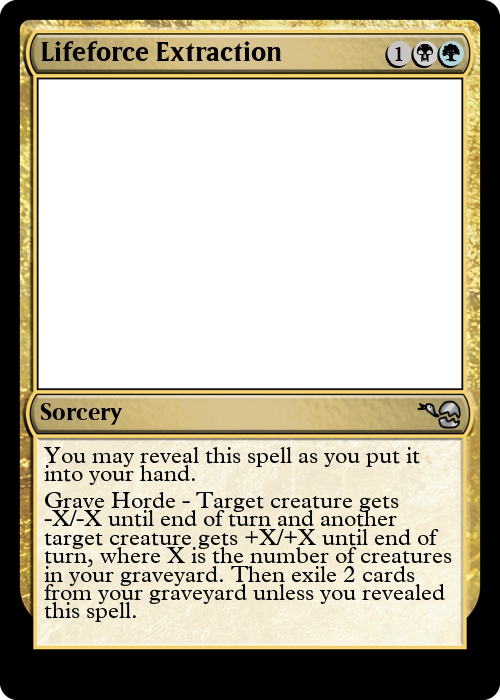 Lifeforce Extraction 1
Sorcery
You may reveal this spell as you put it
into your hand.
Grave Horde - Target creature gets
-X/-X until end of turn and another
target creature gets +X/+X until end of
turn, where X is the number of creatures
in your graveyard. Then exile 2 cards
from your graveyard unless you revealed
this spell.